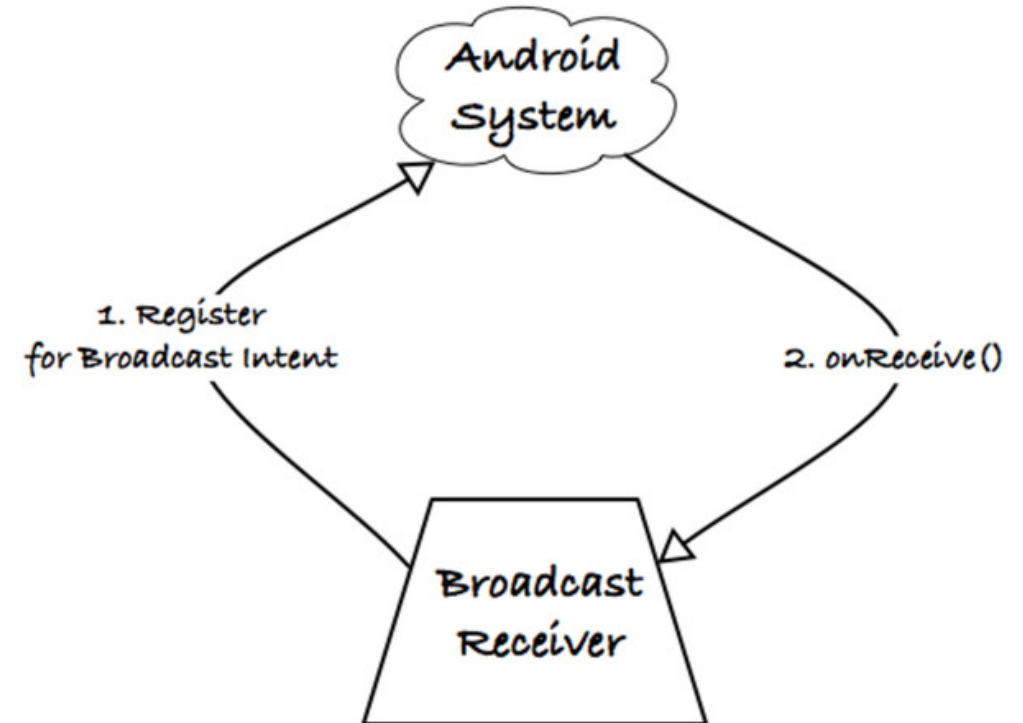 Android
System
1. Register
for Broadcast Intent
2. onReceive()
Broadcast
Receiver